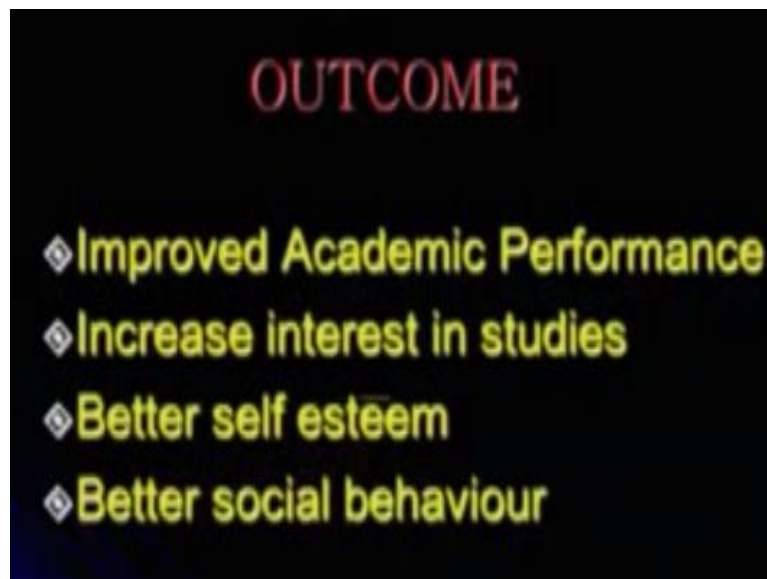 OUTCOME
Improved Academic Performance
Increase interest in studies
Better self esteem
Better social behaviour